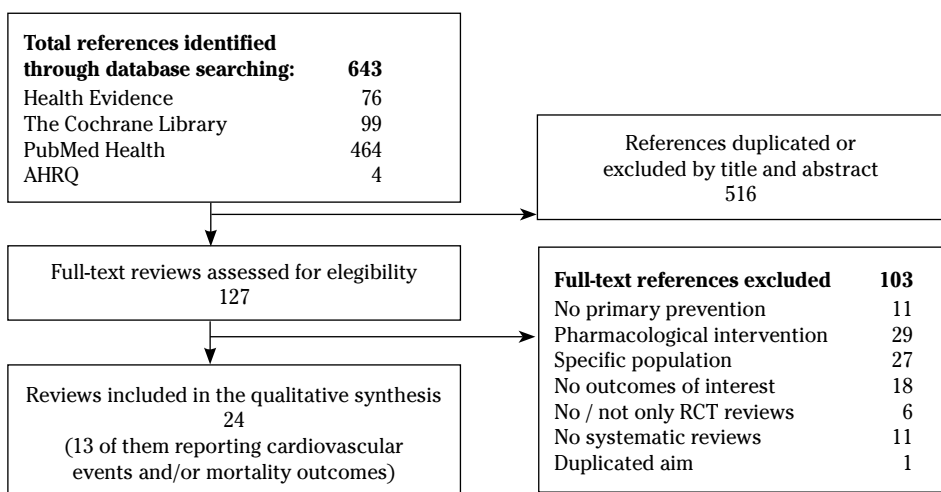 Total references identified
through database searching: 643
Health Evidence 76
The Cochrane Library 99
PubMed Health 464
AHRQ 4
References duplicated or
excluded by title and abstract
516
Full-text reviews assessed for elegibility
127
Full-text references excluded 103
No primary prevention 11
Pharmacological intervention 29
Specific population 27
No outcomes of interest 18
No / not only RCT reviews 6
No systematic reviews 11
Duplicated aim 1
Reviews included in the qualitative synthesis
24
(13 of them reporting cardiovascular
events and/or mortality outcomes)